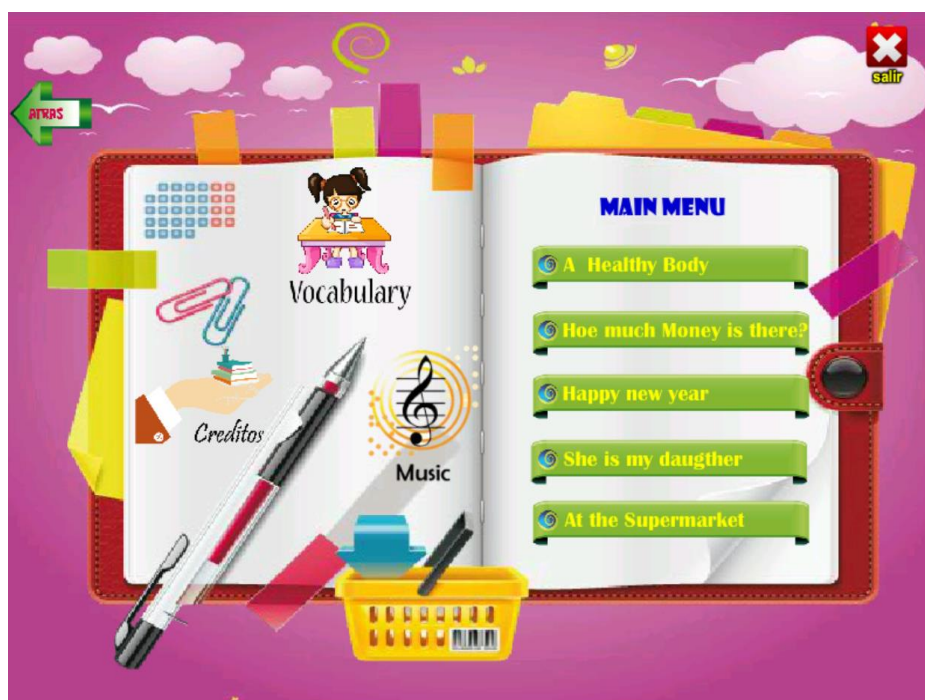 salir
ATRAS
Vocabulary
Creditos
Music
MAIN MENU
A Healthy Body
Hoe much Money is there?
Happy new year
She is my daugther
At the Supermarket